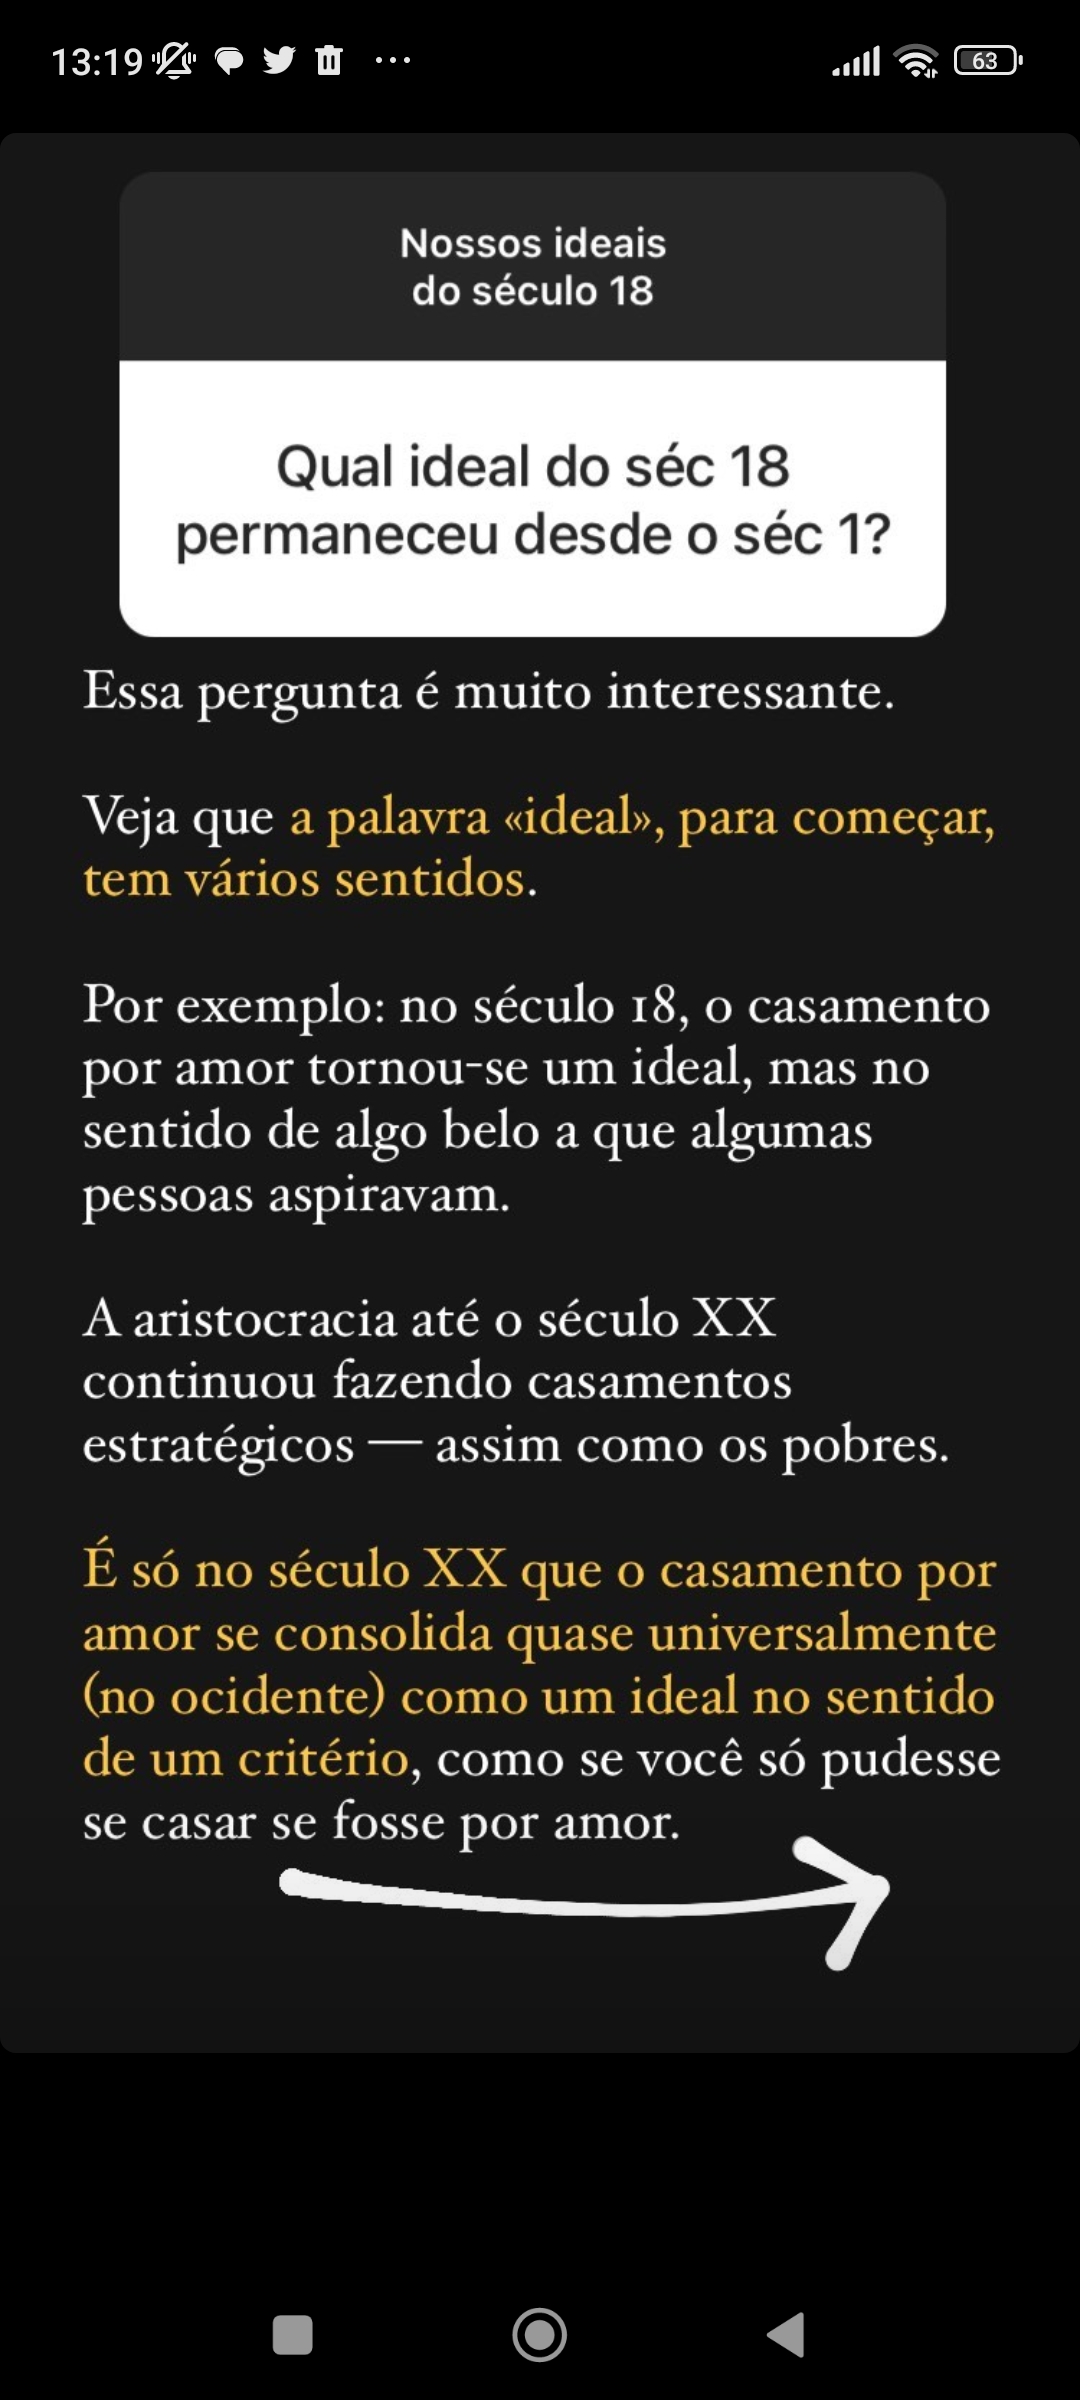 13:19
63
Nossos ideais
do século 18
Qual ideal do séc 18
permaneceu desde o séc 1?
Essa pergunta é muito interessante.
Veja que a palavra «ideal», para começar,
tem vários sentidos.
Por exemplo: no século 18, o casamento
por amor tornou-se um ideal, mas no
sentido de algo belo a que algumas
pessoas aspiravam.
A aristocracia até o século XX
continuou fazendo casamentos
estratégicos — assim como os pobres.
É só no século XX que o casamento por
amor se consolida quase universalmente
(no ocidente) como um ideal no sentido
de um critério, como se você só pudesse
se casar se fosse por amor.